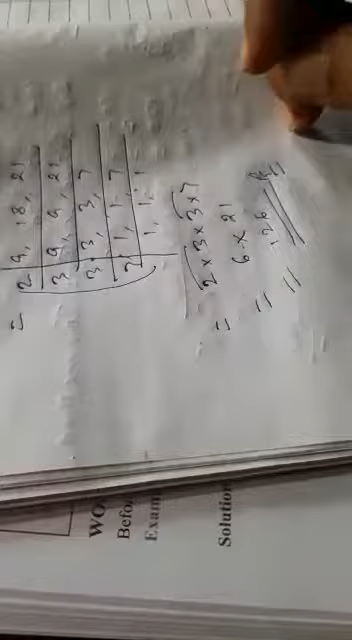 = 2 | 9, 18, 21
3 | 9, 9, 21
3 | 3, 3, 7
7 | 1, 1, 7
1, 1, 1
= 2 x 3 x 3 x 7
= 6 x 21
= 126
WO
Befo
Exam
Solution